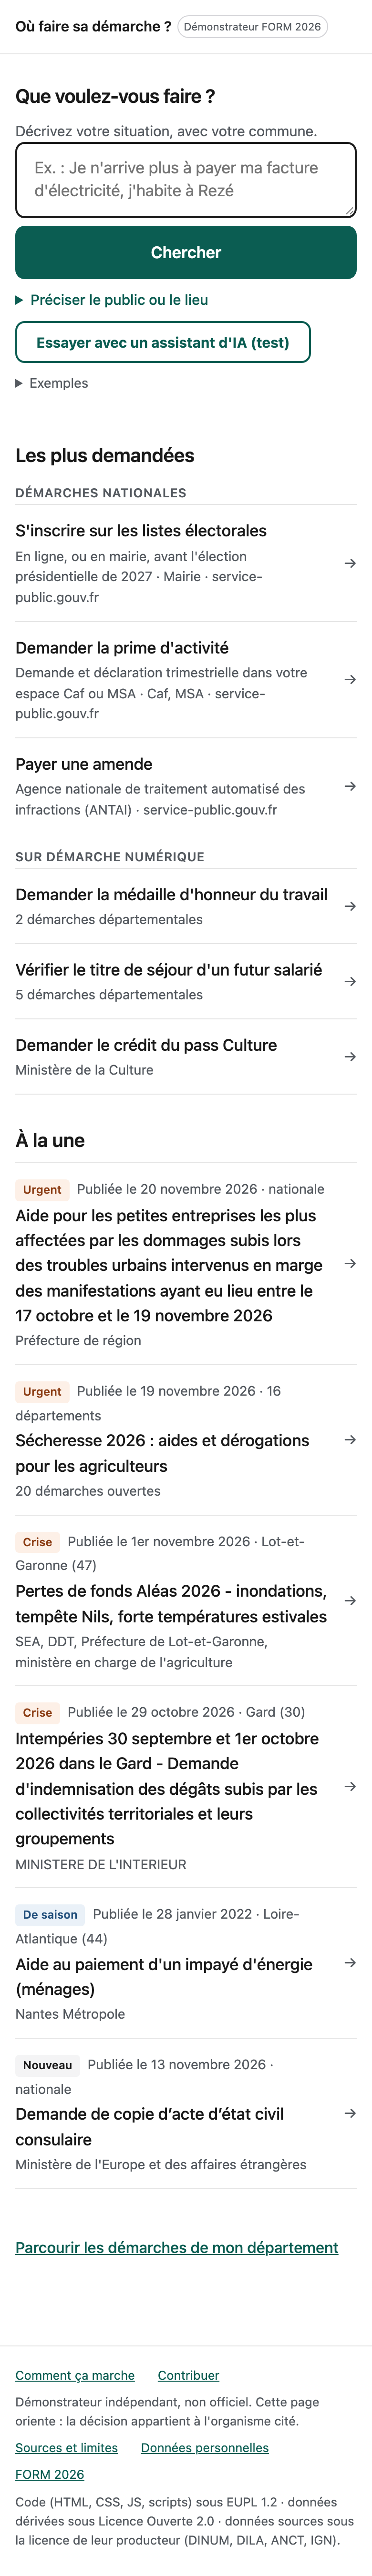 Où faire sa démarche ? Démonstrateur FORM 2026
Que voulez-vous faire ?
Décrivez votre situation, avec votre commune.
Ex. : Je n'arrive plus à payer ma facture
d'électricité, j'habite à Rezé
Chercher
Préciser le public ou le lieu
Essayer avec un assistant d'IA (test)
Exemples
Les plus demandées
DÉMARCHES NATIONALES
S'inscrire sur les listes électorales
En ligne, ou en mairie, avant l'élection
présidentielle de 2027 · Mairie · service-
public.gouv.fr
Demander la prime d'activité
Demande et déclaration trimestrielle dans votre
espace Caf ou MSA · Caf, MSA · service-
public.gouv.fr
Payer une amende
Agence nationale de traitement automatisé des
infractions (ANTAI) · service-public.gouv.fr
SUR DÉMARCHE NUMÉRIQUE
Demander la médaille d'honneur du travail
2 démarches départementales
Vérifier le titre de séjour d'un futur salarié
5 démarches départementales
Demander le crédit du pass Culture
Ministère de la Culture
À la une
Urgent Publiée le 20 novembre 2026 · nationale
Aide pour les petites entreprises les plus
affectées par les dommages subis lors
des troubles urbains intervenus en marge
des manifestations ayant eu lieu entre le
17 octobre et le 19 novembre 2026
Préfecture de région
Urgent Publiée le 19 novembre 2026 · 16
départements
Sécheresse 2026 : aides et dérogations
pour les agriculteurs
20 démarches ouvertes
Crise Publiée le 1er novembre 2026 · Lot-et-
Garonne (47)
Pertes de fonds Aléas 2026 - inondations,
tempête Nils, forte températures estivales
SEA, DDT, Préfecture de Lot-et-Garonne,
ministère en charge de l'agriculture
Crise Publiée le 29 octobre 2026 · Gard (30)
Intempéries 30 septembre et 1er octobre
2026 dans le Gard - Demande
d'indemnisation des dégâts subis par les
collectivités territoriales et leurs
groupements
MINISTERE DE L'INTERIEUR
De saison Publiée le 28 janvier 2022 · Loire-
Atlantique (44)
Aide au paiement d'un impayé d'énergie
(ménages)
Nantes Métropole
Nouveau Publiée le 13 novembre 2026 ·
nationale
Demande de copie d’acte d’état civil
consulaire
Ministère de l'Europe et des affaires étrangères
Parcourir les démarches de mon département
Comment ça marche Contribuer
Démonstrateur indépendant, non officiel. Cette page
oriente : la décision appartient à l'organisme cité.
Sources et limites Données personnelles
FORM 2026
Code (HTML, CSS, JS, scripts) sous EUPL 1.2 · données
dérivées sous Licence Ouverte 2.0 · données sources sous
la licence de leur producteur (DINUM, DILA, ANCT, IGN).